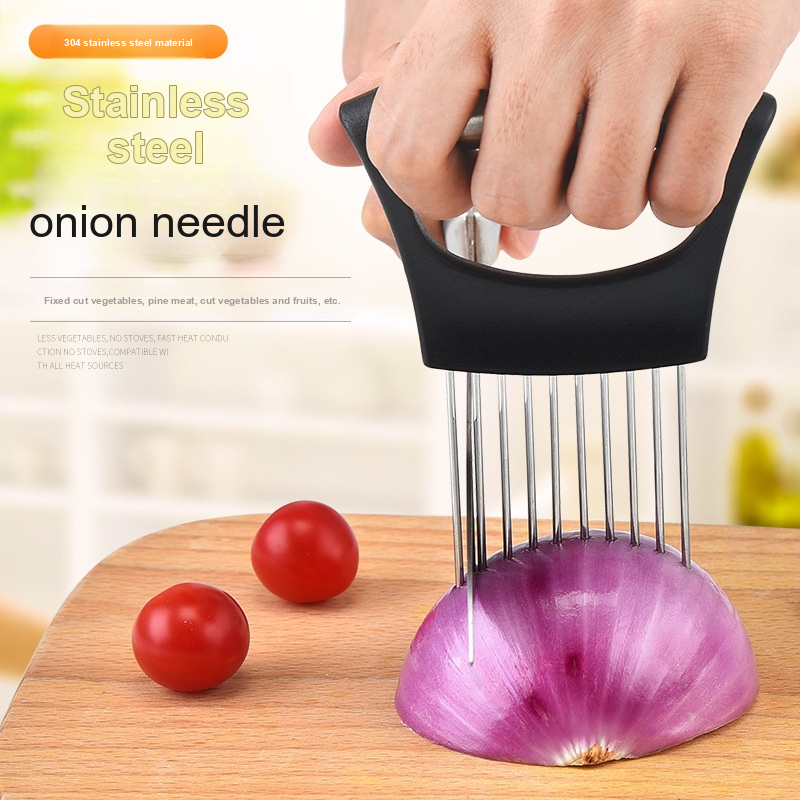 304 stainless steel material
Stainless
steel
onion needle
Fixed cut vegetables, pine meat, cut vegetables and fruits, etc.
LESS VEGETABLES, NO STOVES, FAST HEAT CONDU
CTION NO STOVES,COMPATIBLE WI
TH ALL HEAT SOURCES